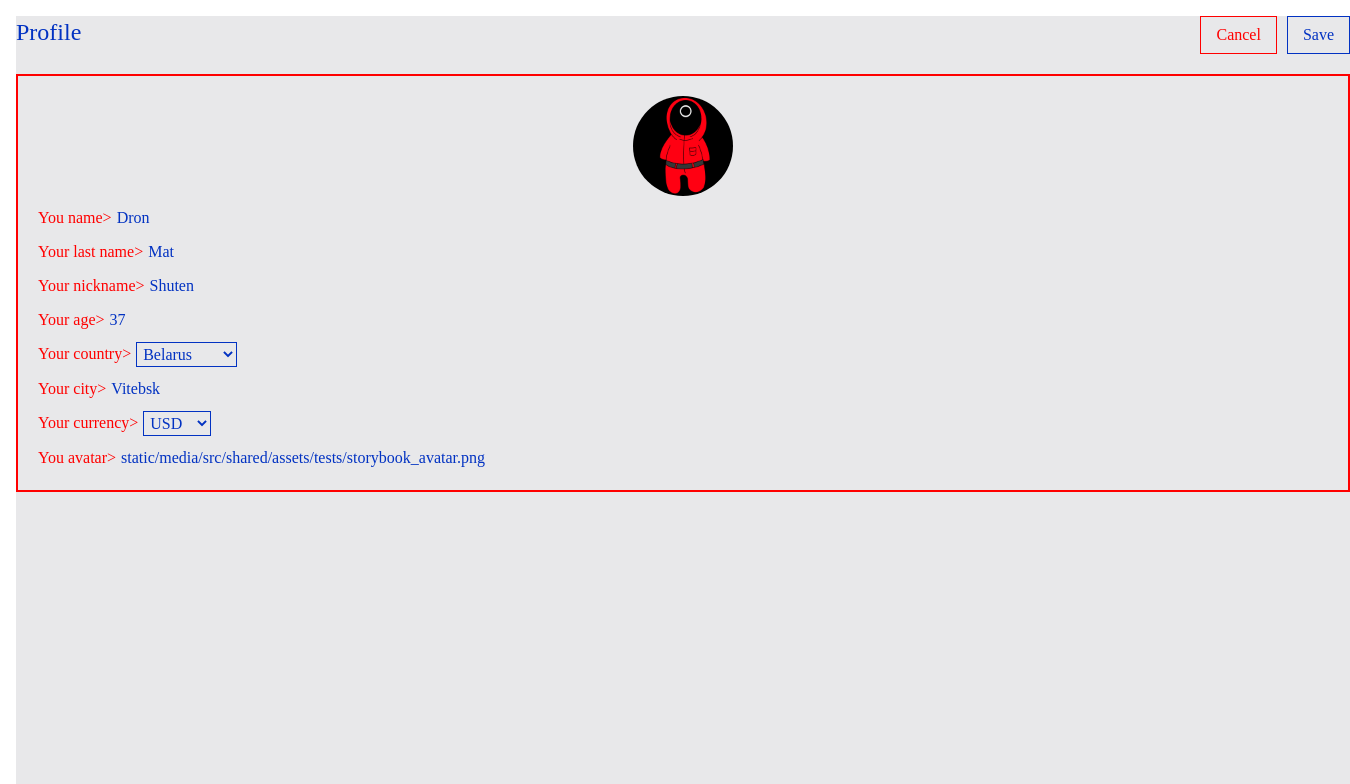 Profile
Cancel
Save
You name> Dron
Your last name> Mat
Your nickname> Shuten
Your age> 37
Your country> Belarus
Your city> Vitebsk
Your currency> USD
You avatar> static/media/src/shared/assets/tests/storybook_avatar.png